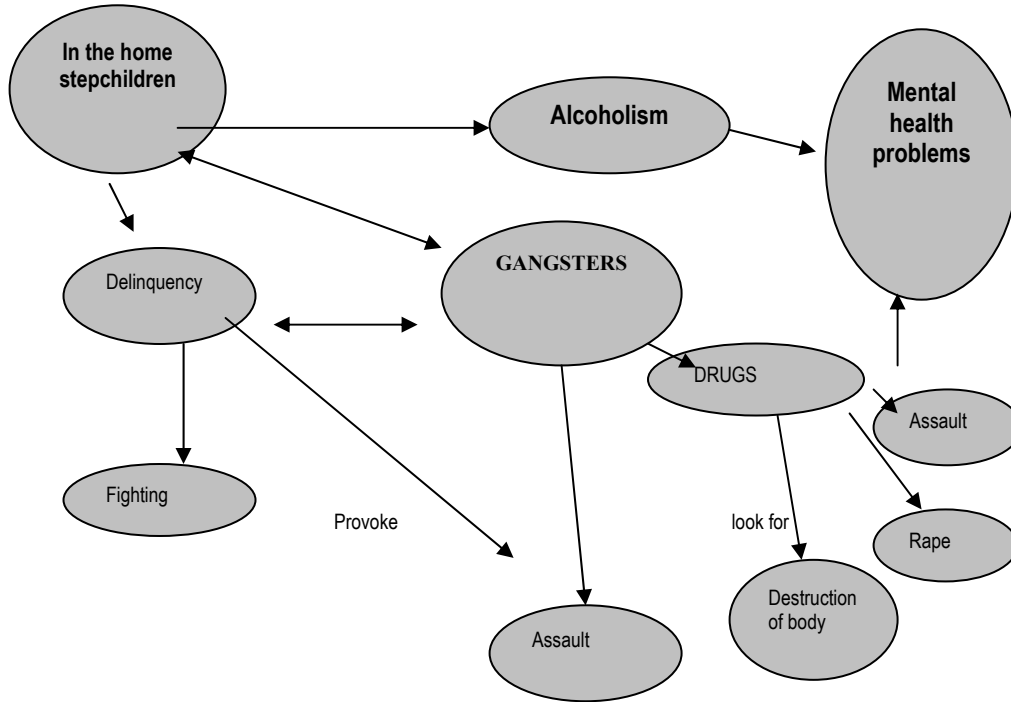 In the home
stepchildren
Alcoholism
Mental
health
problems
GANGSTERS
Delinquency
DRUGS
Assault
Fighting
Provoke
look for
Rape
Destruction
of body
Assault